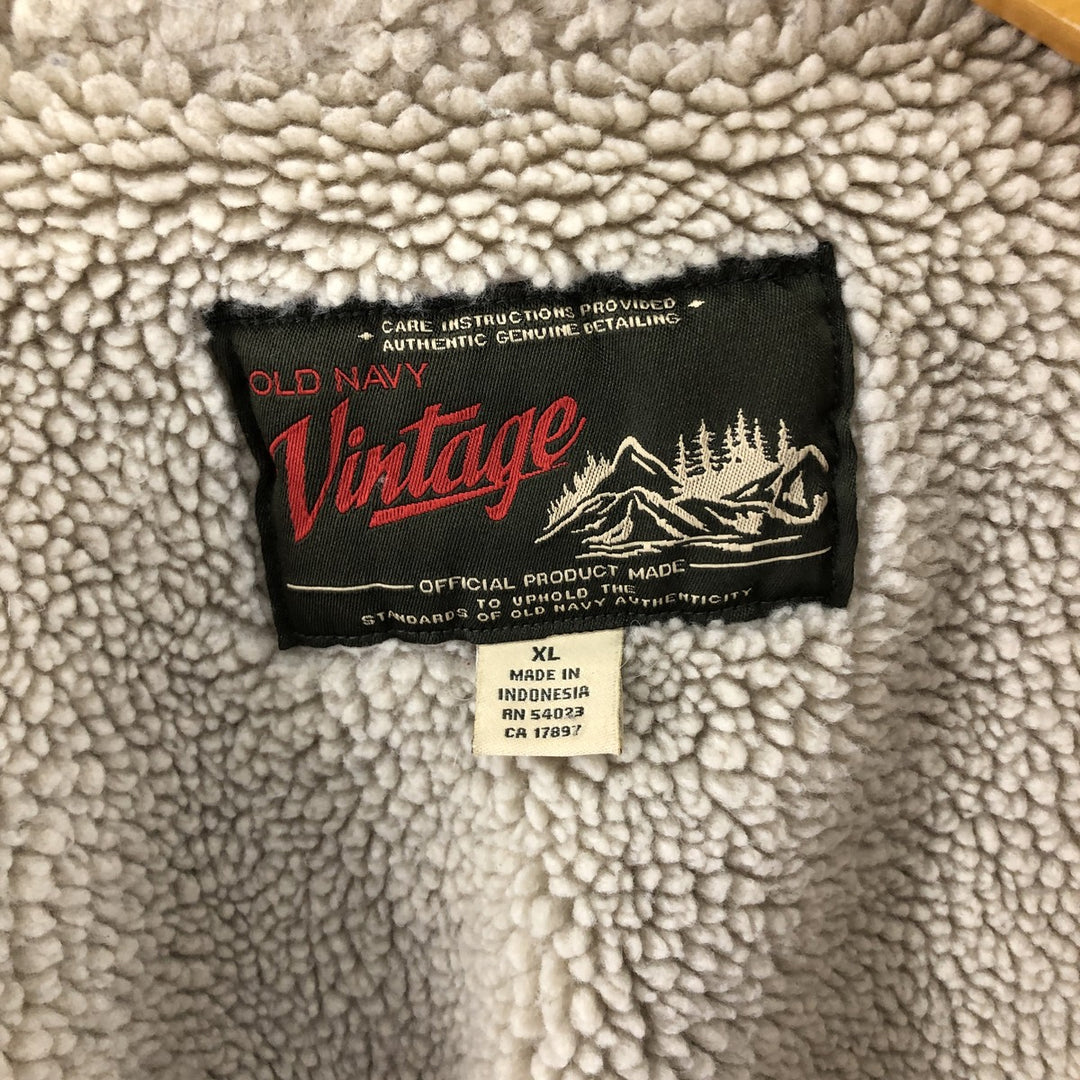 CARE INSTRUCTIONS PROVIDED
AUTHENTIC GENUINE DETAILING
OLD NAVY
Vintage
OFFICIAL PRODUCT MADE
TO UPHOLD THE
STANDARDS OF OLD NAVY AUTHENTICITY
XL
MADE IN
INDONESIA
RN 54023
CA 17897